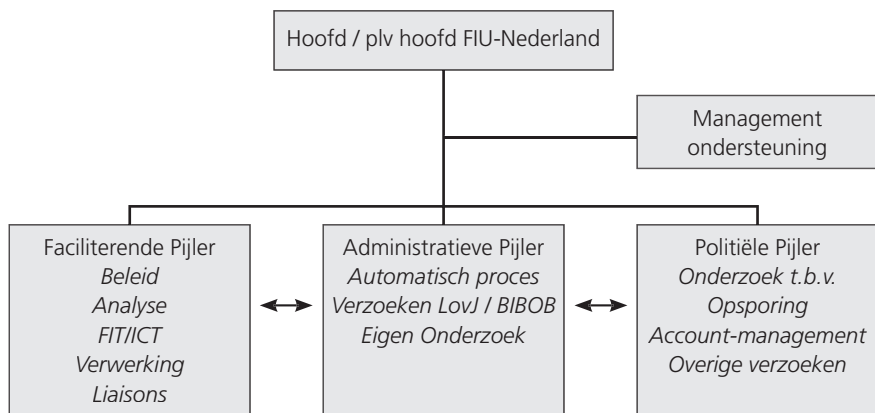 Hoofd / plv hoofd FIU-Nederland
Management
ondersteuning
Faciliterende Pijler
Beleid
Analyse
FIT/ICT
Verwerking
Liaisons
Administratieve Pijler
Automatisch proces
Verzoeken LovJ / BIBOB
Eigen Onderzoek
Politiële Pijler
Onderzoek t.b.v.
Opsporing
Account-management
Overige verzoeken